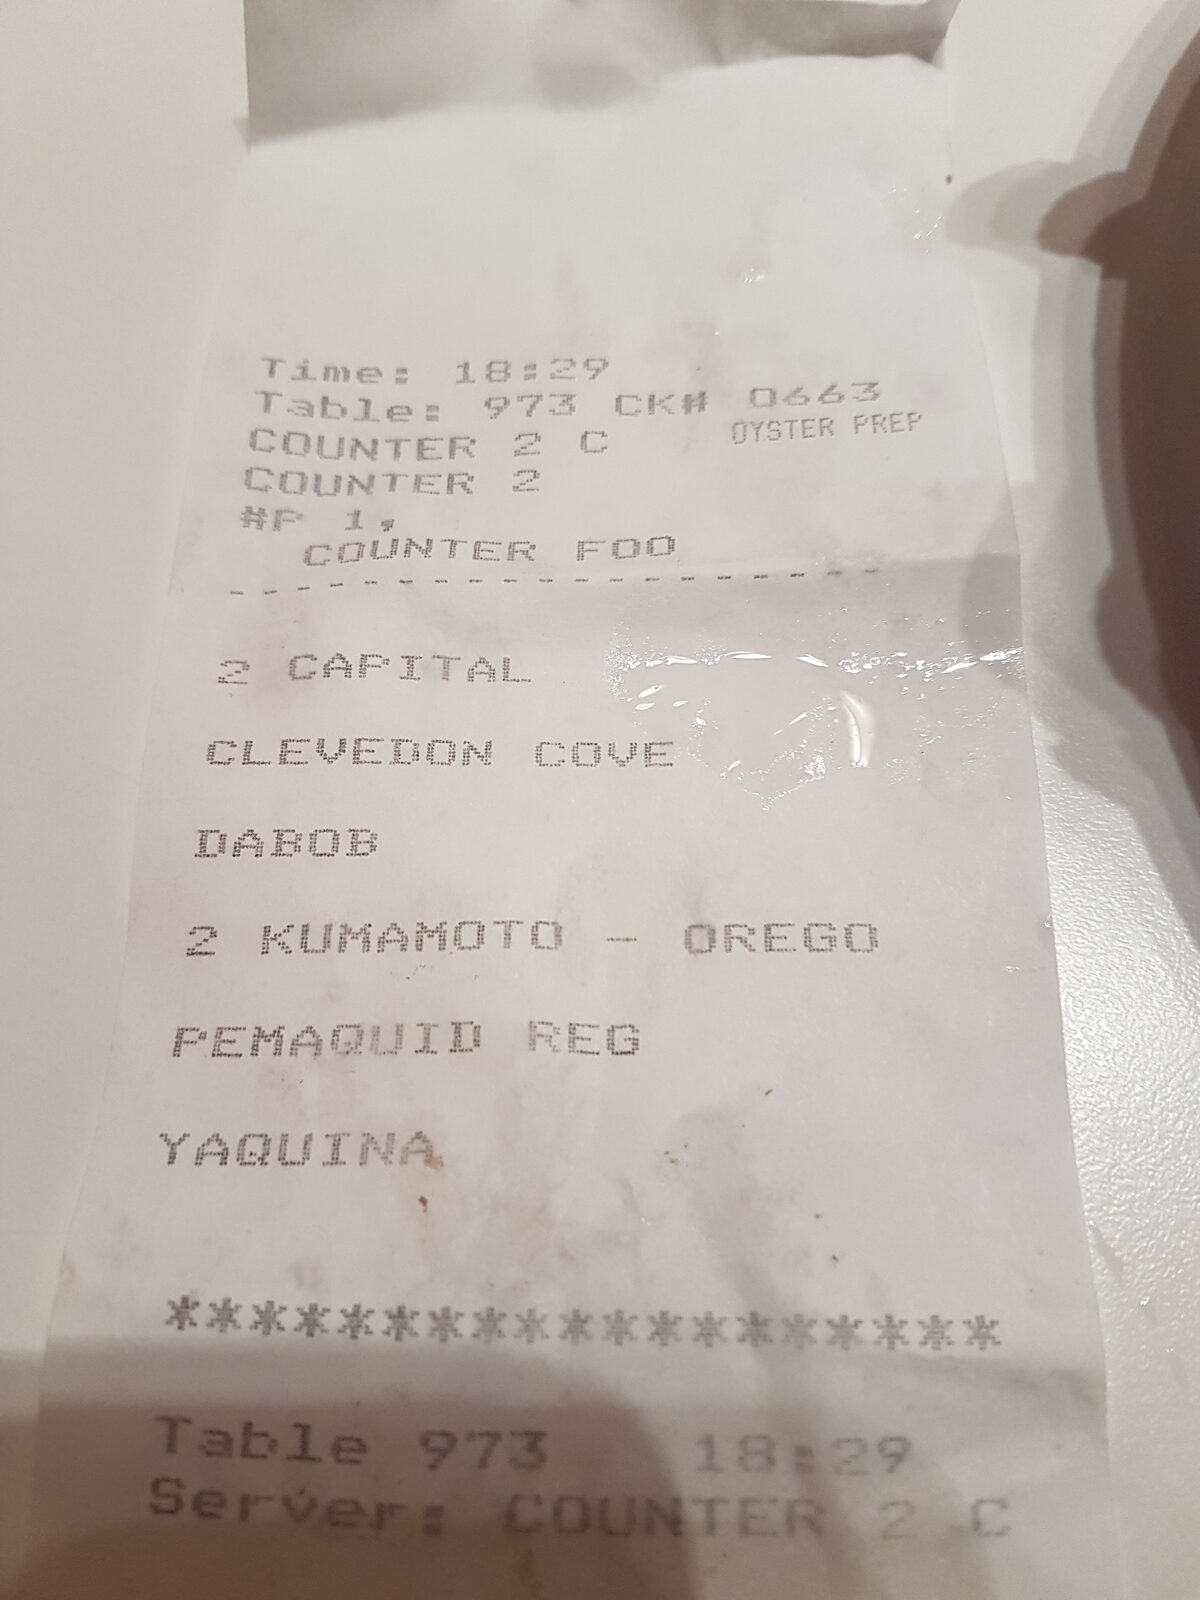 Time: 18:29
Table: 973 CK# 0663
COUNTER 2 C OYSTER PREP
COUNTER 2
#P 1,
COUNTER FOO
--------------------
2 CAPITAL
CLEVEDON COVE
DABOB
2 KUMAMOTO - OREGO
PEMAQUID REG
YAQUINA
*******************
Table 973 18:29
Server: COUNTER 2 C